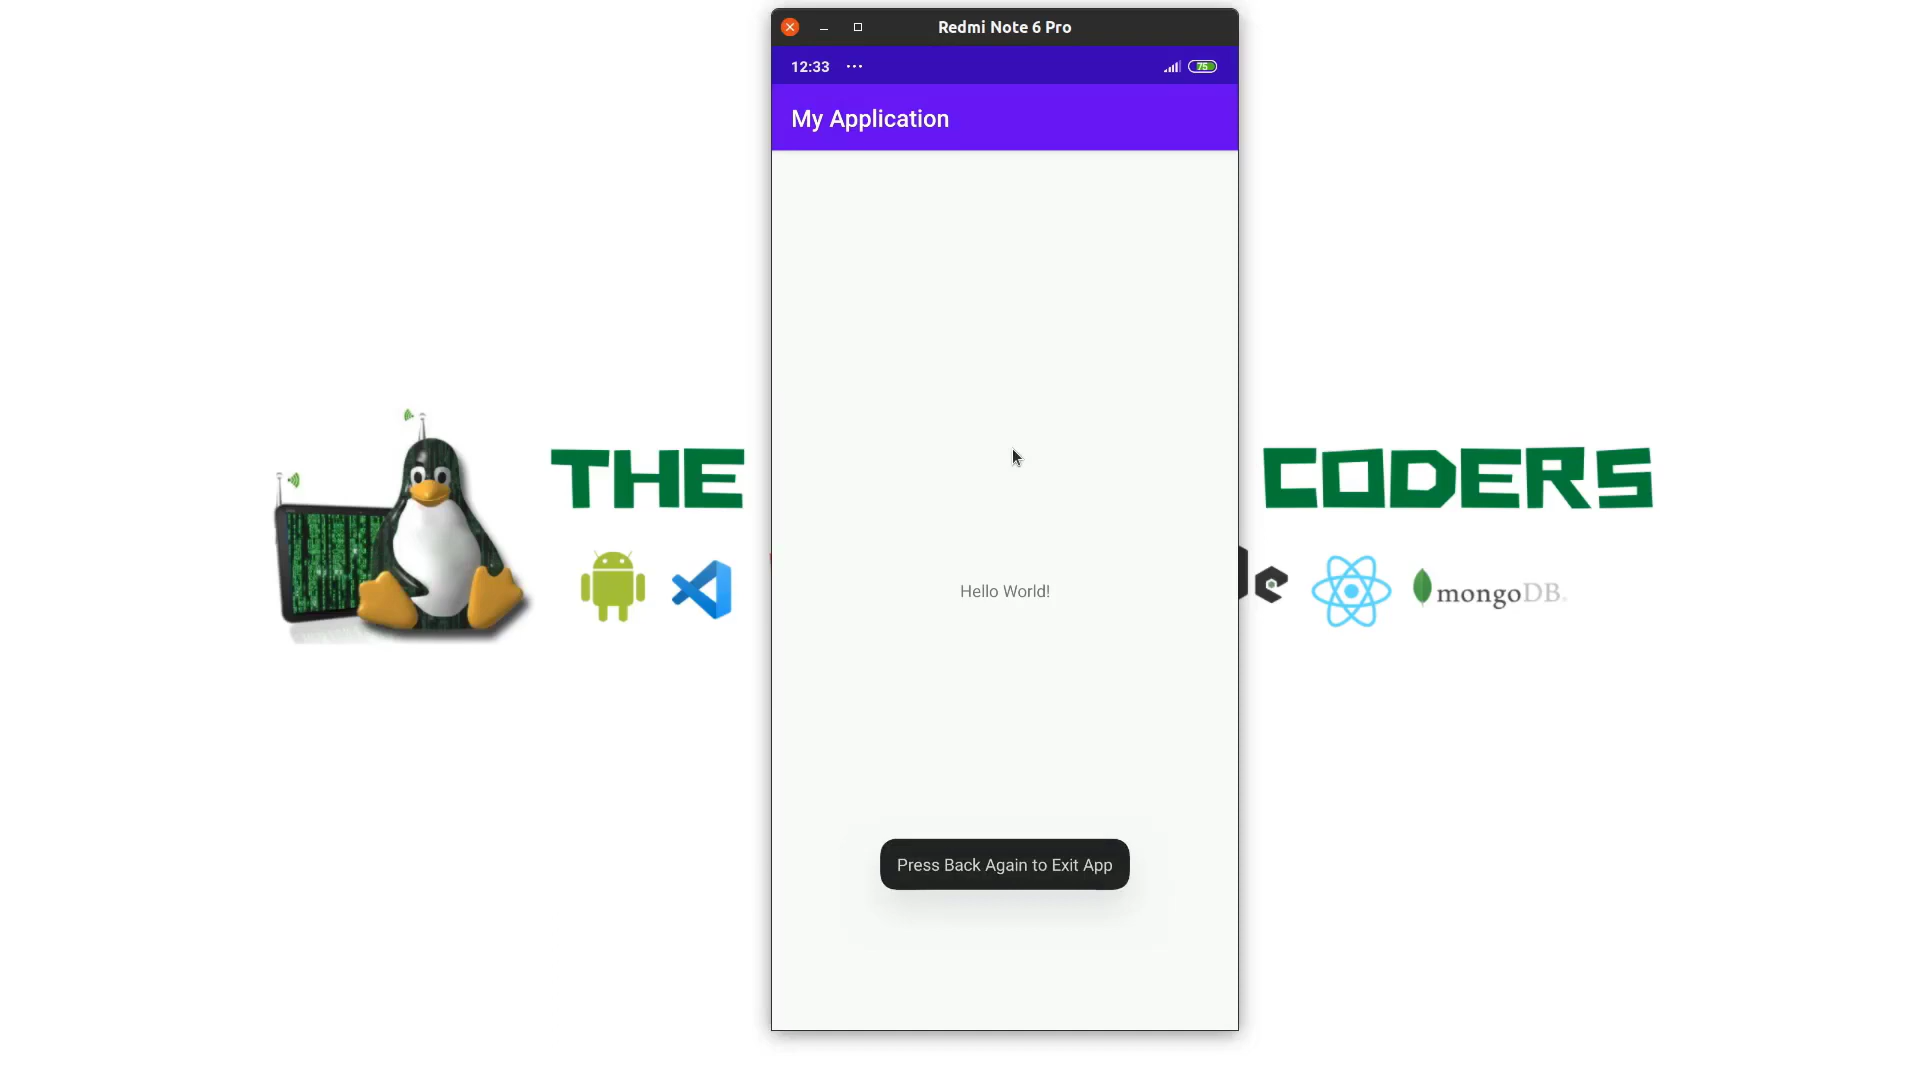 Redmi Note 6 Pro
12:33 ...
75
My Application
THE CODERS
Hello World!
mongoDB.
Press Back Again to Exit App